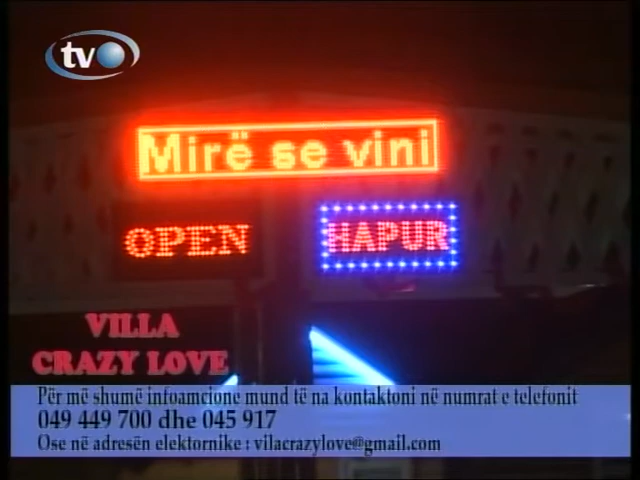 tv
Mirë se vini
OPEN
HAPUR
VILLA
CRAZY LOVE
Për më shumë infoamcione mund të na kontaktoni në numrat e telefonit
049 449 700 dhe 045 917
Ose në adresën elektornike : vilacrazylove@gmail.com